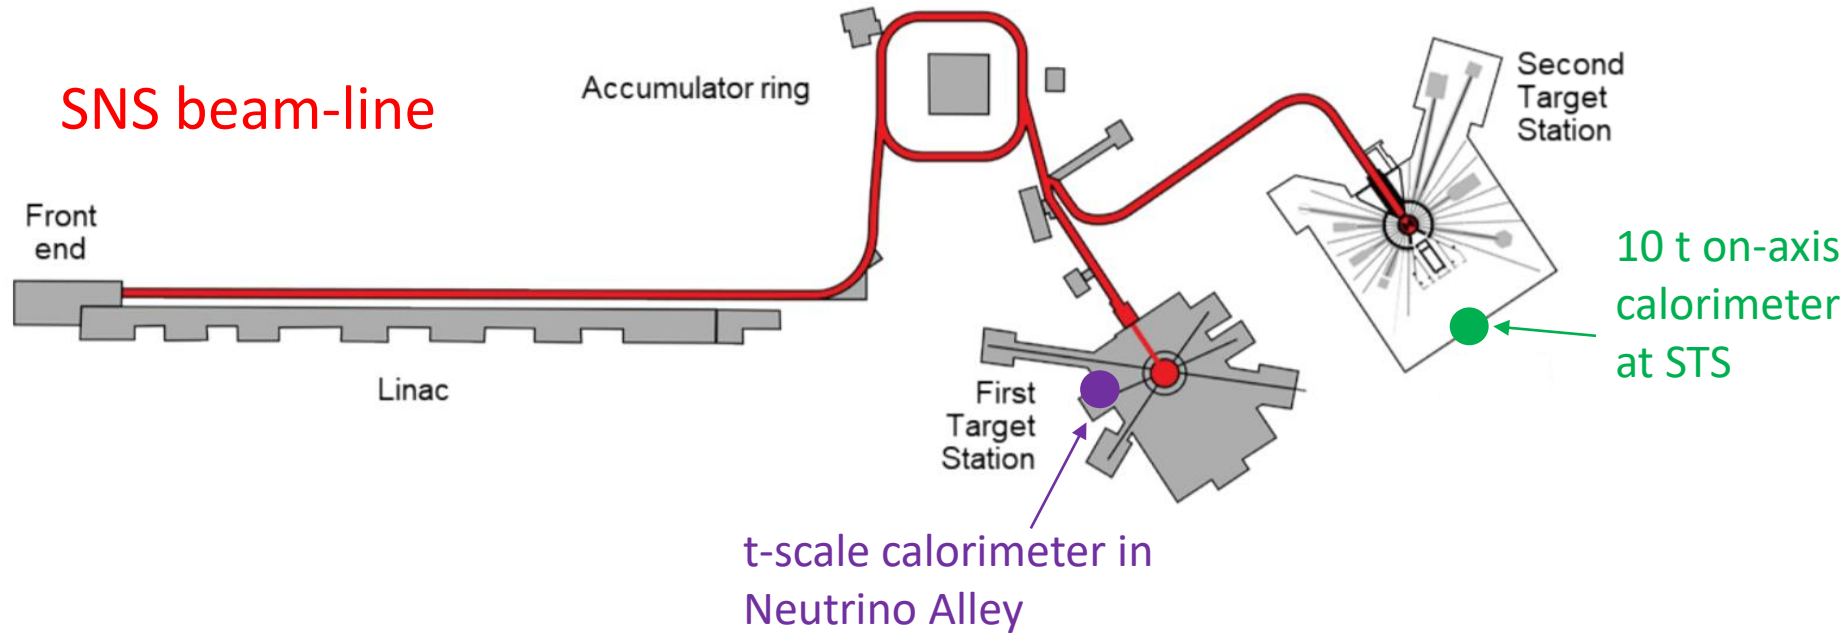 SNS beam-line
Accumulator ring
Second
Target
Station
Front
end
10 t on-axis
calorimeter
at STS
Linac
First
Target
Station
t-scale calorimeter in
Neutrino Alley